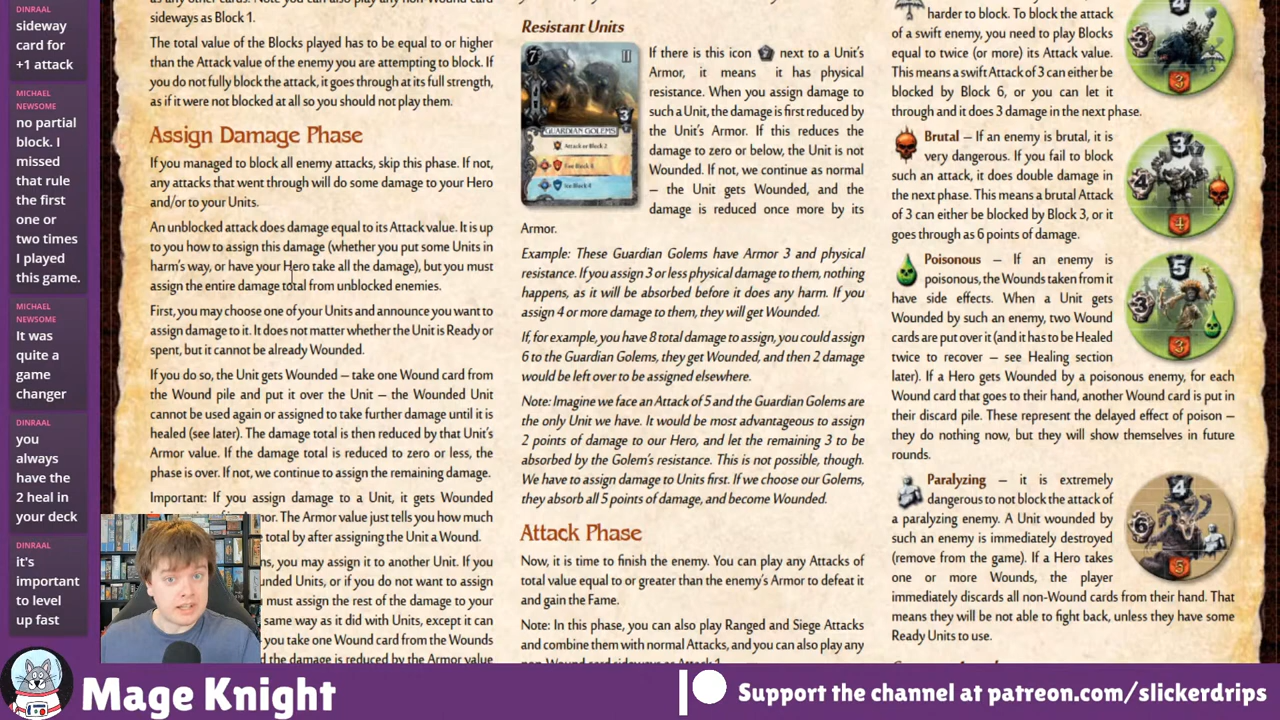 DINRAAL
sideway
card for
+1 attack
MICHAEL
NEWSOME
no partial
block. I
missed
that rule
the first
one or
two times
I played
this game.
MICHAEL
NEWSOME
It was
quite a
game
changer
DINRAAL
you
always
have the
2 heal in
your deck
DINRAAL
it's
important
to level
up fast
sideways as Block 1.
The total value of the Blocks played has to be equal to or higher
than the Attack value of the enemy you are attempting to block. If
you do not fully block the attack, it goes through at its full strength,
as if it were not blocked at all so you should not play them.
Assign Damage Phase
If you managed to block all enemy attacks, skip this phase. If not,
any attacks that went through will do some damage to your Hero
and/or to your Units.
An unblocked attack does damage equal to its Attack value. It is up
to you how to assign this damage (whether you put some Units in
harm's way, or have your Hero take all the damage), but you must
assign the entire damage total from unblocked enemies.
First, you may choose one of your Units and announce you want to
assign damage to it. It does not matter whether the Unit is Ready or
spent, but it cannot be already Wounded.
If you do so, the Unit gets Wounded – take one Wound card from
the Wound pile and put it over the Unit – the Wounded Unit
cannot be used again or assigned to take further damage until it is
healed (see later). The damage total is then reduced by that Unit's
Armor value. If the damage total is reduced to zero or less, the
phase is over. If not, we continue to assign the remaining damage.
Important: If you assign damage to a Unit, it gets Wounded
mor. The Armor value just tells you how much
total by after assigning the Unit a Wound.
ns, you may assign it to another Unit. If you
nded Units, or if you do not want to assign
must assign the rest of the damage to your
same way as it did with Units, except it can
you take one Wound card from the Wounds
d the damage is reduced by the Armor value
Resistant Units
7
3
GUARDIAN GOLEMS
Attack or Block 2
If there is this icon next to a Unit's
Armor, it means it has physical
resistance. When you assign damage to
such a Unit, the damage is first reduced by
the Unit's Armor. If this reduces the
damage to zero or below, the Unit is not
Wounded. If not, we continue as normal
– the Unit gets Wounded, and the
damage is reduced once more by its
Armor.
Example: These Guardian Golems have Armor 3 and physical
resistance. If you assign 3 or less physical damage to them, nothing
happens, as it will be absorbed before it does any harm. If you
assign 4 or more damage to them, they will get Wounded.
If, for example, you have 8 total damage to assign, you could assign
6 to the Guardian Golems, they get Wounded, and then 2 damage
would be left over to be assigned elsewhere.
Note: Imagine we face an Attack of 5 and the Guardian Golems are
the only Unit we have. It would be most advantageous to assign
2 points of damage to our Hero, and let the remaining 3 to be
absorbed by the Golem's resistance. This is not possible, though.
We have to assign damage to Units first. If we choose our Golems,
they absorb all 5 points of damage, and become Wounded.
Attack Phase
Now, it is time to finish the enemy. You can play any Attacks of
total value equal to or greater than the enemy's Armor to defeat it
and gain the Fame.
Note: In this phase, you can also play Ranged and Siege Attacks
and combine them with normal Attacks, and you can also play any
non-Wound card sideways as Attack 1.
harder to block. To block the attack
of a swift enemy, you need to play Blocks
equal to twice (or more) its Attack value.
This means a swift Attack of 3 can either be
blocked by Block 6, or you can let it
through and it does 3 damage in the next phase.
Brutal – If an enemy is brutal, it is
very dangerous. If you fail to block
such an attack, it does double damage in
the next phase. This means a brutal Attack
of 3 can either be blocked by Block 3, or it
goes through as 6 points of damage.
Poisonous – If an enemy is
poisonous, the Wounds taken from it
have side effects. When a Unit gets
Wounded by such an enemy, two Wound
cards are put over it (and it has to be Healed
twice to recover – see Healing section
later). If a Hero gets Wounded by a poisonous enemy, for each
Wound card that goes to their hand, another Wound card is put in
their discard pile. These represent the delayed effect of poison –
they do nothing now, but they will show themselves in future
rounds.
Paralyzing – it is extremely
dangerous to not block the attack of
a paralyzing enemy. A Unit wounded by
such an enemy is immediately destroyed
(remove from the game). If a Hero takes
one or more Wounds, the player
immediately discards all non-Wound cards from their hand. That
means they will not be able to fight back, unless they have some
Ready Units to use.
4
3
3
3
4
4
5
3
3
4
6
5
Mage Knight
Support the channel at patreon.com/slickerdrips